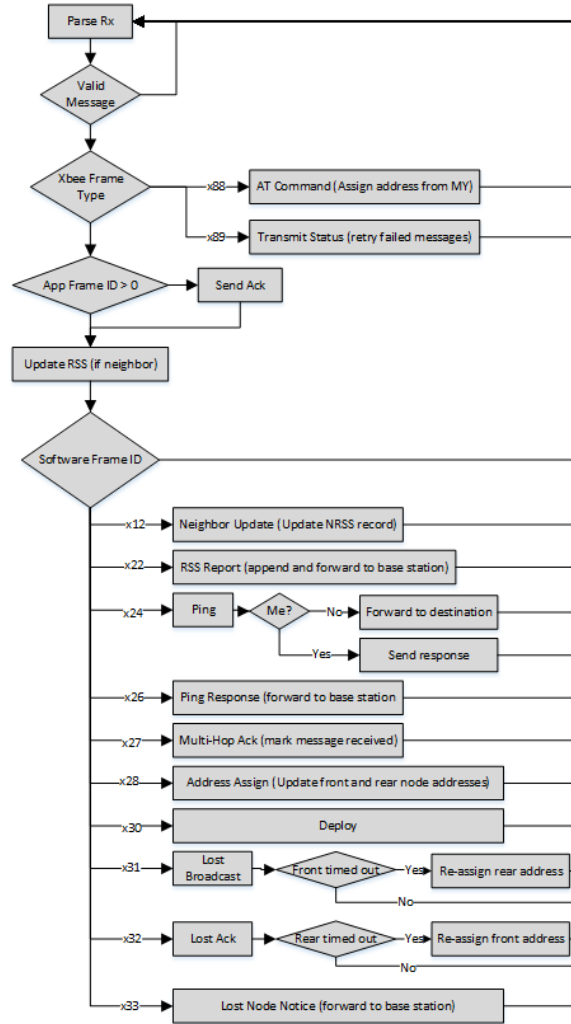 Parse Rx
Valid
Message
Xbee Frame
Type
x88
AT Command (Assign address from MY)
x89
Transmit Status (retry failed messages)
App Frame ID > 0
Send Ack
Update RSS (if neighbor)
Software Frame ID
x12
Neighbor Update (Update NRSS record)
x22
RSS Report (append and forward to base station)
x24
Ping
Me?
No
Forward to destination
Yes
Send response
x26
Ping Response (forward to base station
x27
Multi-Hop Ack (mark message received)
x28
Address Assign (Update front and rear node addresses)
x30
Deploy
x31
Lost
Broadcast
Front timed out
Yes
Re-assign rear address
No
x32
Lost Ack
Rear timed out
Yes
Re-assign front address
No
x33
Lost Node Notice (forward to base station)